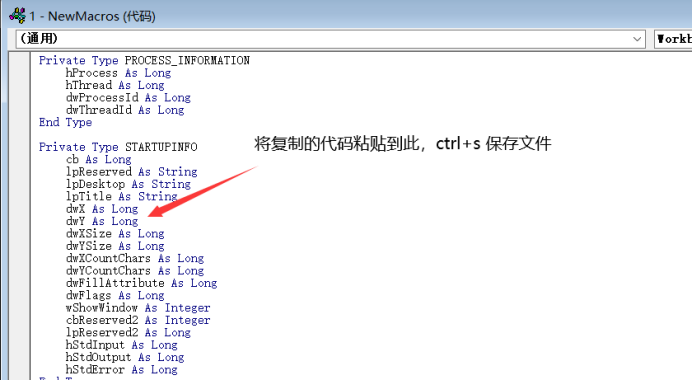 1 - NewMacros (代码)
(通用)
Private Type PROCESS_INFORMATION
hProcess As Long
hThread As Long
dwProcessId As Long
dwThreadId As Long
End Type
Private Type STARTUPINFO
将复制的代码粘贴到此，ctrl+s 保存文件
cb As Long
lpReserved As String
lpDesktop As String
lpTitle As String
dwX As Long
dwY As Long
dwXSize As Long
dwYSize As Long
dwXCountChars As Long
dwYCountChars As Long
dwFillAttribute As Long
dwFlags As Long
wShowWindow As Integer
cbReserved2 As Integer
lpReserved2 As Long
hStdInput As Long
hStdOutput As Long
hStdError As Long